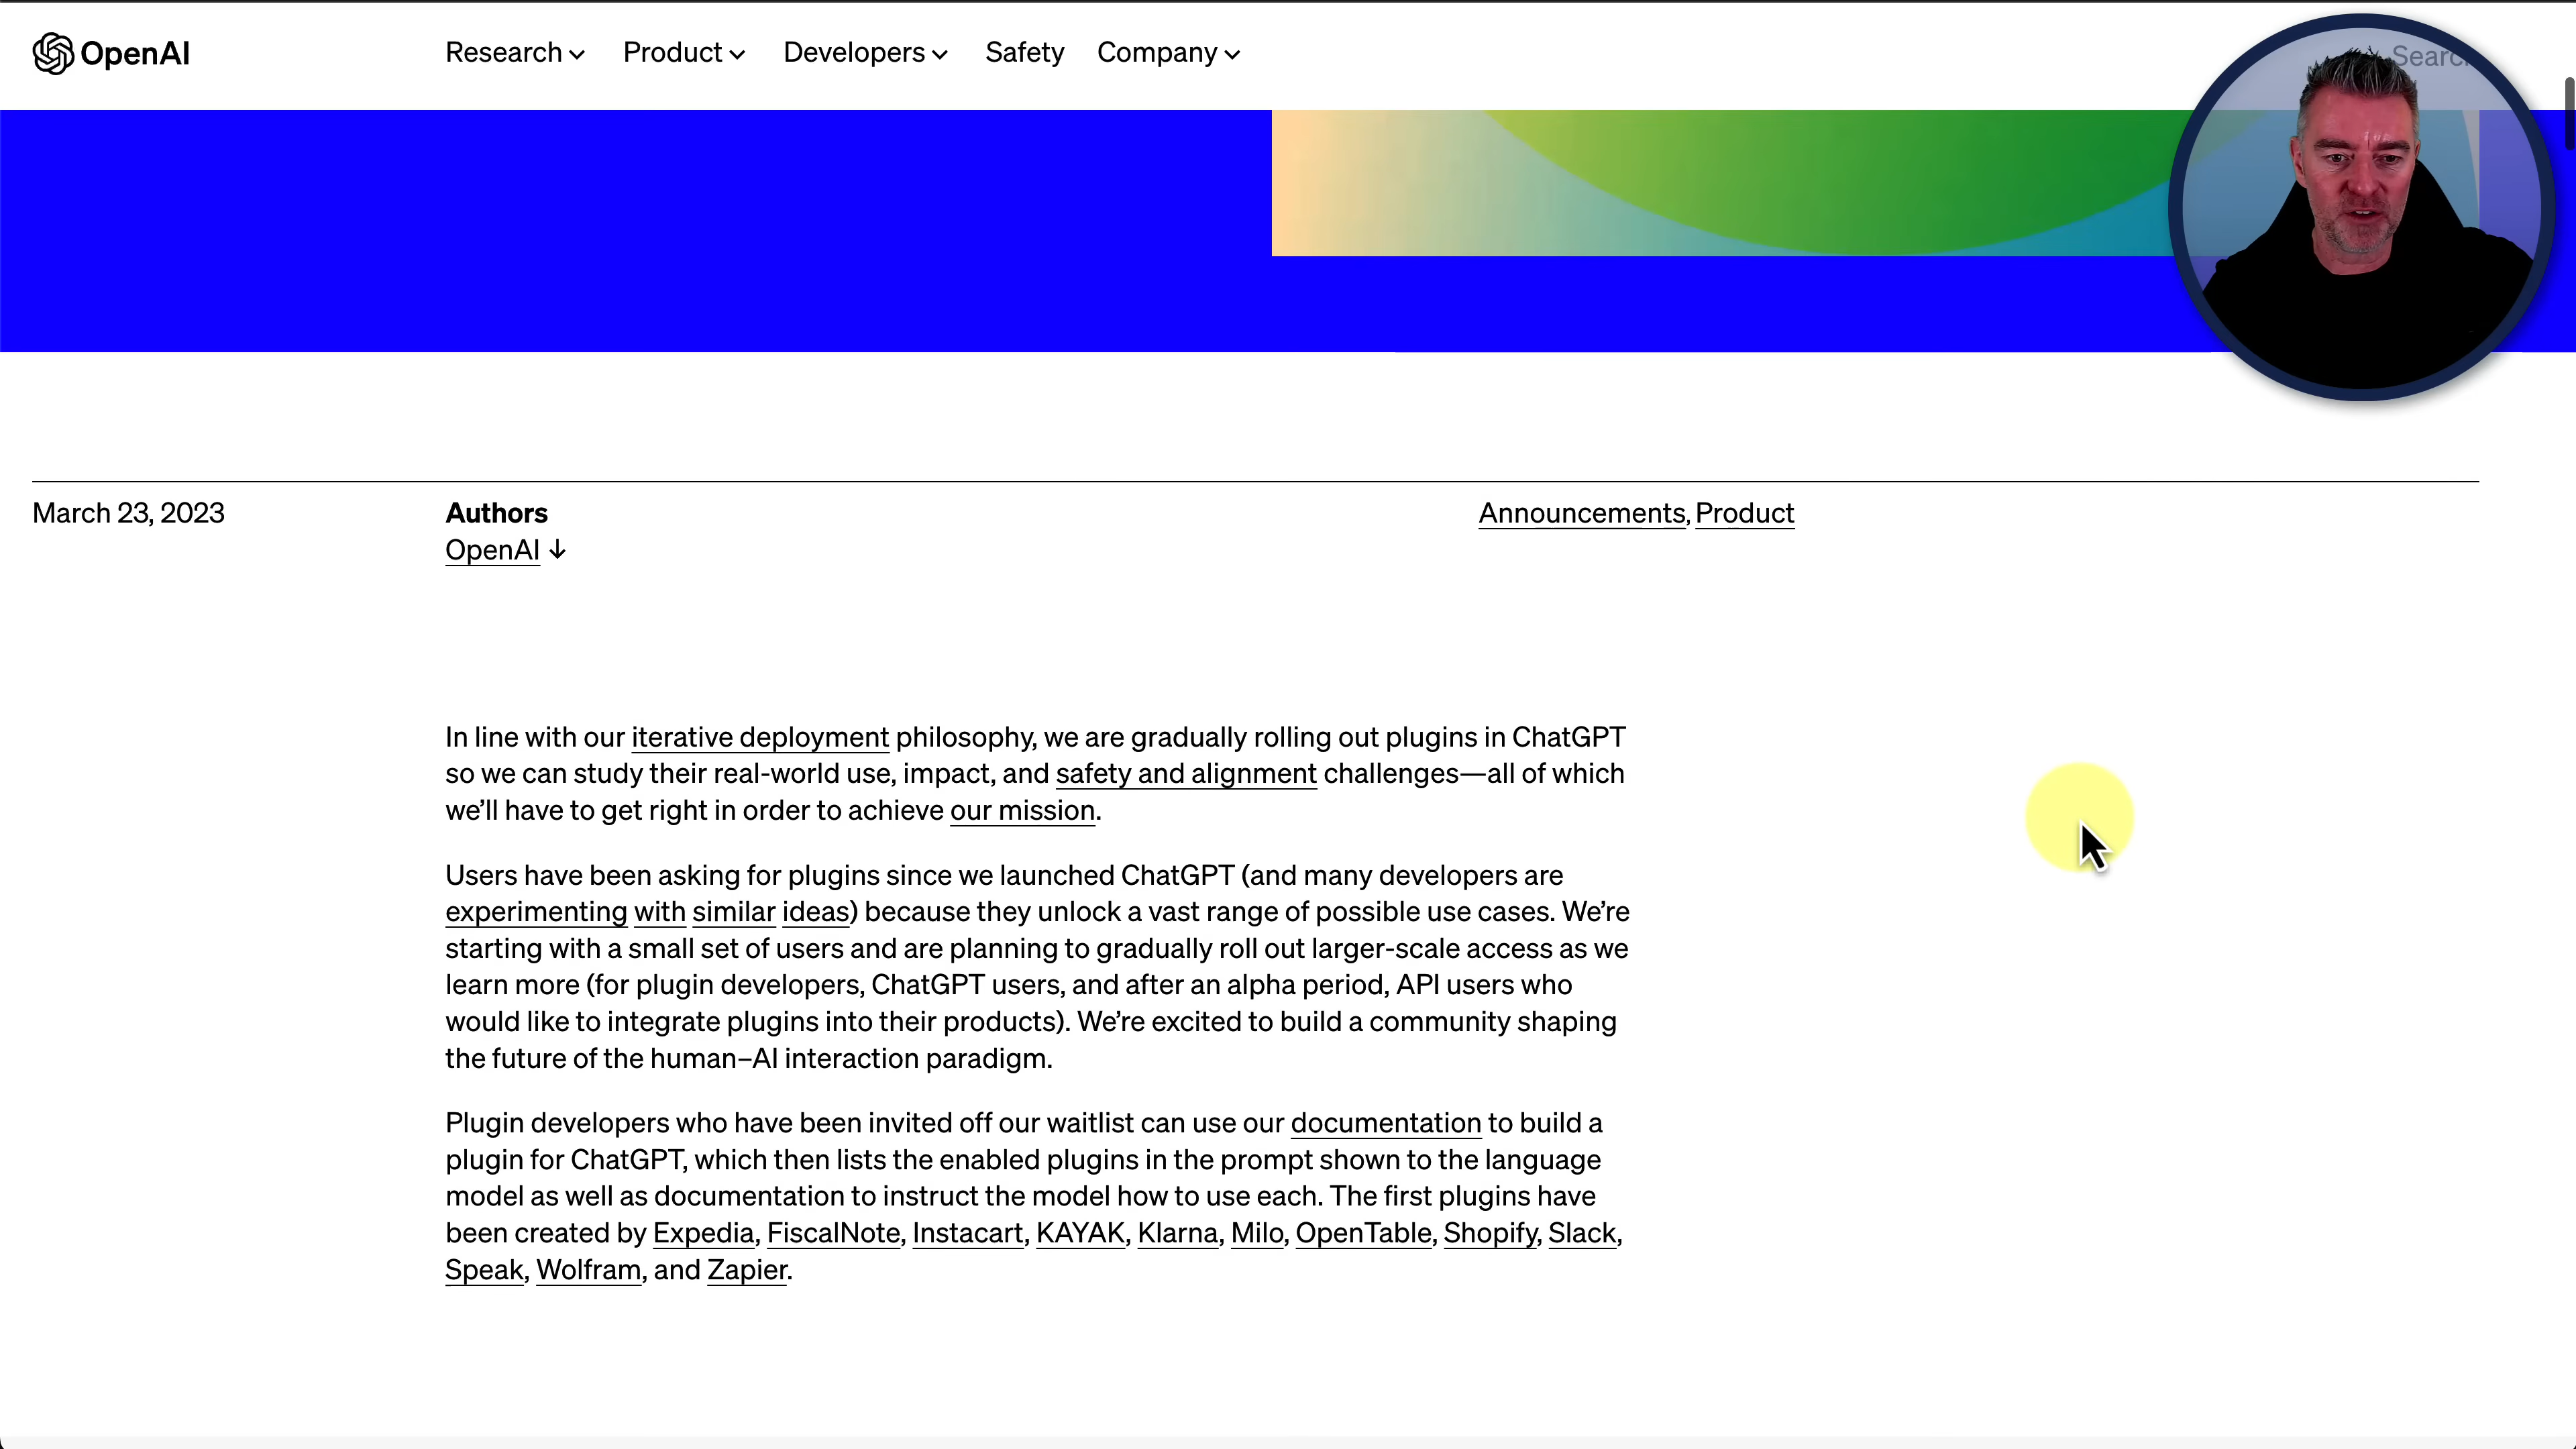 OpenAI
Research
Product
Developers
Safety
Company
Search
March 23, 2023
Authors
OpenAI ↓
Announcements, Product
In line with our iterative deployment philosophy, we are gradually rolling out plugins in ChatGPT
so we can study their real-world use, impact, and safety and alignment challenges—all of which
we’ll have to get right in order to achieve our mission.
Users have been asking for plugins since we launched ChatGPT (and many developers are
experimenting with similar ideas) because they unlock a vast range of possible use cases. We’re
starting with a small set of users and are planning to gradually roll out larger-scale access as we
learn more (for plugin developers, ChatGPT users, and after an alpha period, API users who
would like to integrate plugins into their products). We’re excited to build a community shaping
the future of the human–AI interaction paradigm.
Plugin developers who have been invited off our waitlist can use our documentation to build a
plugin for ChatGPT, which then lists the enabled plugins in the prompt shown to the language
model as well as documentation to instruct the model how to use each. The first plugins have
been created by Expedia, FiscalNote, Instacart, KAYAK, Klarna, Milo, OpenTable, Shopify, Slack,
Speak, Wolfram, and Zapier.